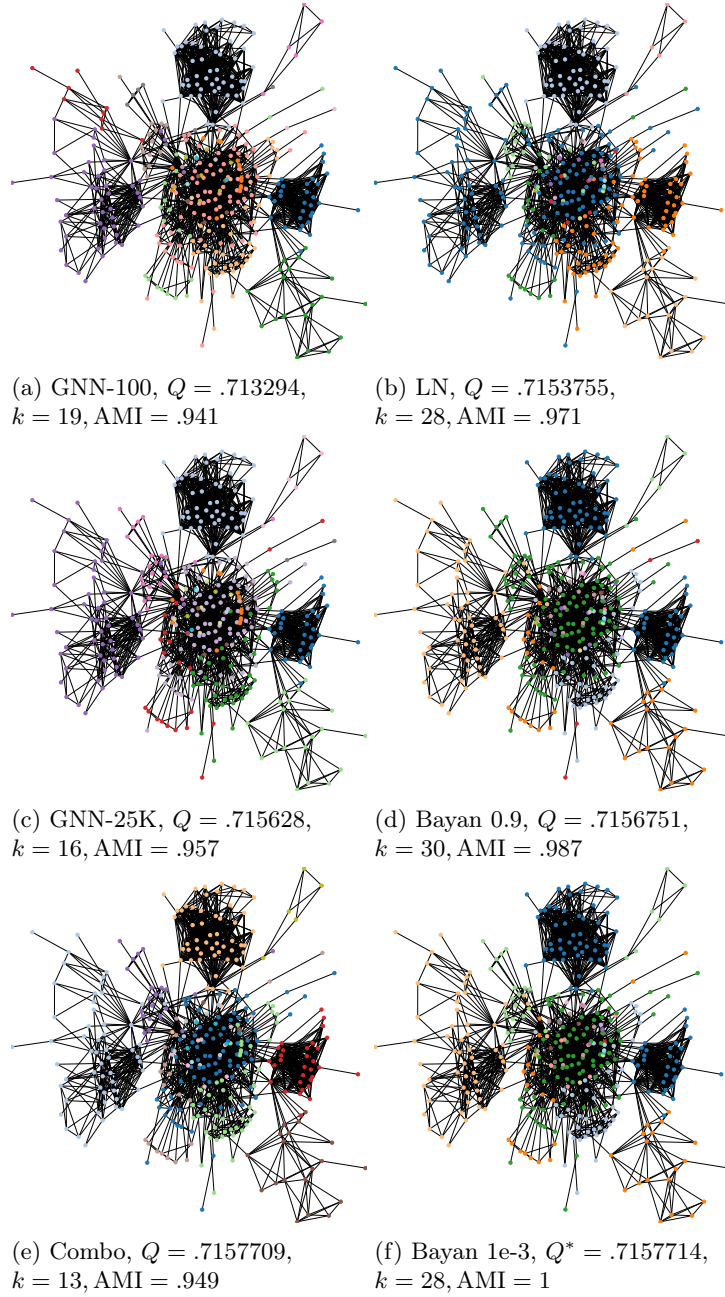 (a) GNN-100, Q = .713294,
k = 19, AMI = .941
(b) LN, Q = .7153755,
k = 28, AMI = .971
(c) GNN-25K, Q = .715628,
k = 16, AMI = .957
(d) Bayan 0.9, Q = .7156751,
k = 30, AMI = .987
(e) Combo, Q = .7157709,
k = 13, AMI = .949
(f) Bayan 1e-3, Q* = .7157714,
k = 28, AMI = 1